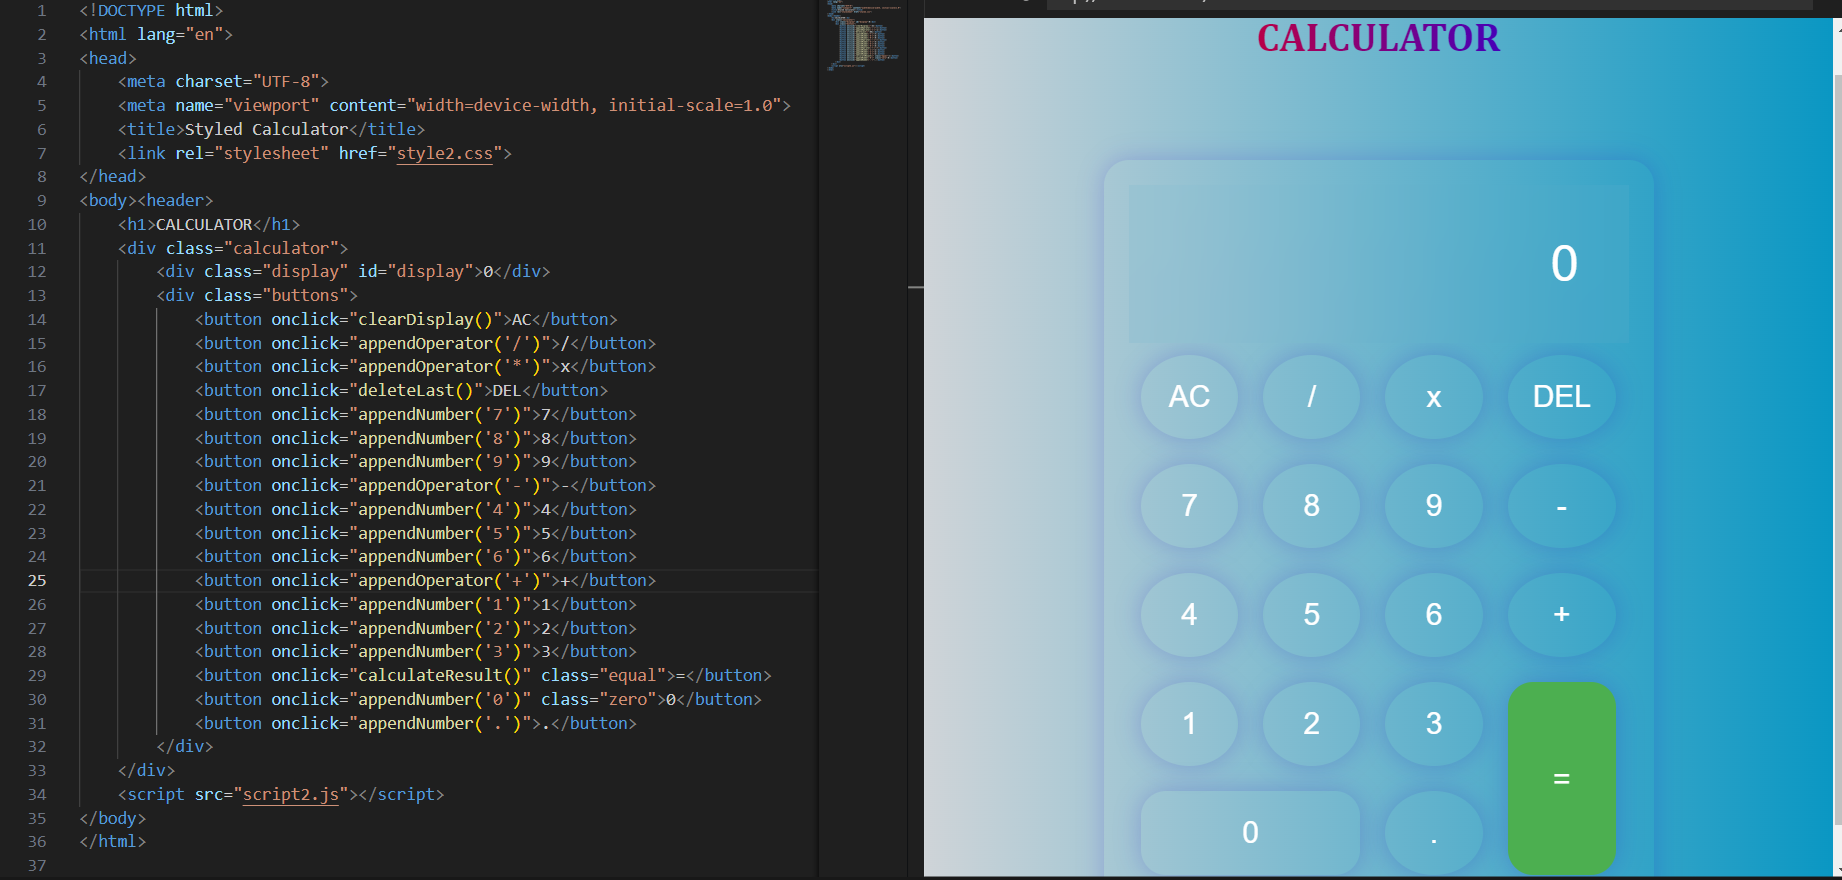 1 <!DOCTYPE html>
2 <html lang="en">
3 <head>
4 <meta charset="UTF-8">
5 <meta name="viewport" content="width=device-width, initial-scale=1.0">
6 <title>Styled Calculator</title>
7 <link rel="stylesheet" href="style2.css">
8 </head>
9 <body><header>
10 <h1>CALCULATOR</h1>
11 <div class="calculator">
12 <div class="display" id="display">0</div>
13 <div class="buttons">
14 <button onclick="clearDisplay()">AC</button>
15 <button onclick="appendOperator('/')">/</button>
16 <button onclick="appendOperator('*')">x</button>
17 <button onclick="deleteLast()">DEL</button>
18 <button onclick="appendNumber('7')">7</button>
19 <button onclick="appendNumber('8')">8</button>
20 <button onclick="appendNumber('9')">9</button>
21 <button onclick="appendOperator('-')">-</button>
22 <button onclick="appendNumber('4')">4</button>
23 <button onclick="appendNumber('5')">5</button>
24 <button onclick="appendNumber('6')">6</button>
25 <button onclick="appendOperator('+')">+</button>
26 <button onclick="appendNumber('1')">1</button>
27 <button onclick="appendNumber('2')">2</button>
28 <button onclick="appendNumber('3')">3</button>
29 <button onclick="calculateResult()" class="equal">=</button>
30 <button onclick="appendNumber('0')" class="zero">0</button>
31 <button onclick="appendNumber('.')">.</button>
32 </div>
33 </div>
34 <script src="script2.js"></script>
35 </body>
36 </html>
37
CALCULATOR
0
AC / x DEL
7 8 9 -
4 5 6 +
1 2 3
=
0 .